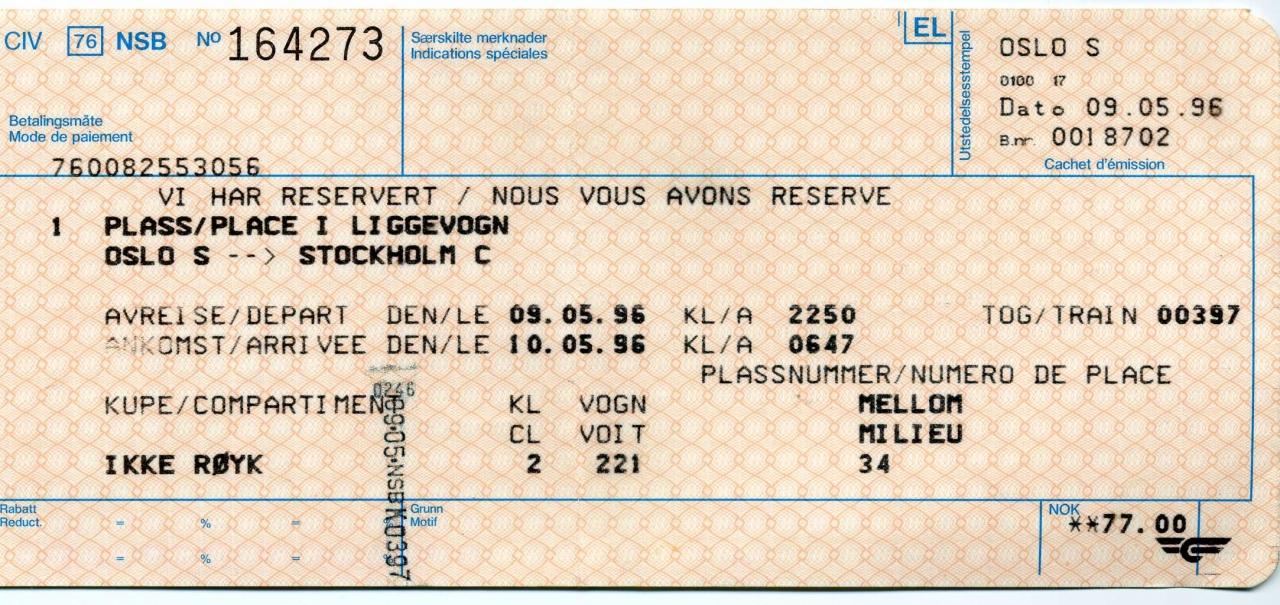 CIV 76 NSB No 164273
Særskilte merknader
Indications spéciales
EL
Utstedelsesstempel
OSLO S
0100 17
Dato 09.05.96
B.nr. 0018702
Cachet d'émission
Betalingsmåte
Mode de paiement
760082553056
VI HAR RESERVERT / NOUS VOUS AVONS RESERVE
1 PLASS/PLACE I LIGGEVOGN
OSLO S --> STOCKHOLM C
AVREISE/DEPART DEN/LE 09.05.96 KL/A 2250 TOG/TRAIN 00397
ANKOMST/ARRIVEE DEN/LE 10.05.96 KL/A 0647
PLASSNUMMER/NUMERO DE PLACE
KUPE/COMPARTIMENT KL VOGN MELLOM
CL VOIT MILIEU
IKKE RØYK 2 221 34
0246
09·05·NSBK0397
Rabatt
Reduct.
= % = %
= % = %
Grunn
Motif
NOK
**77.00